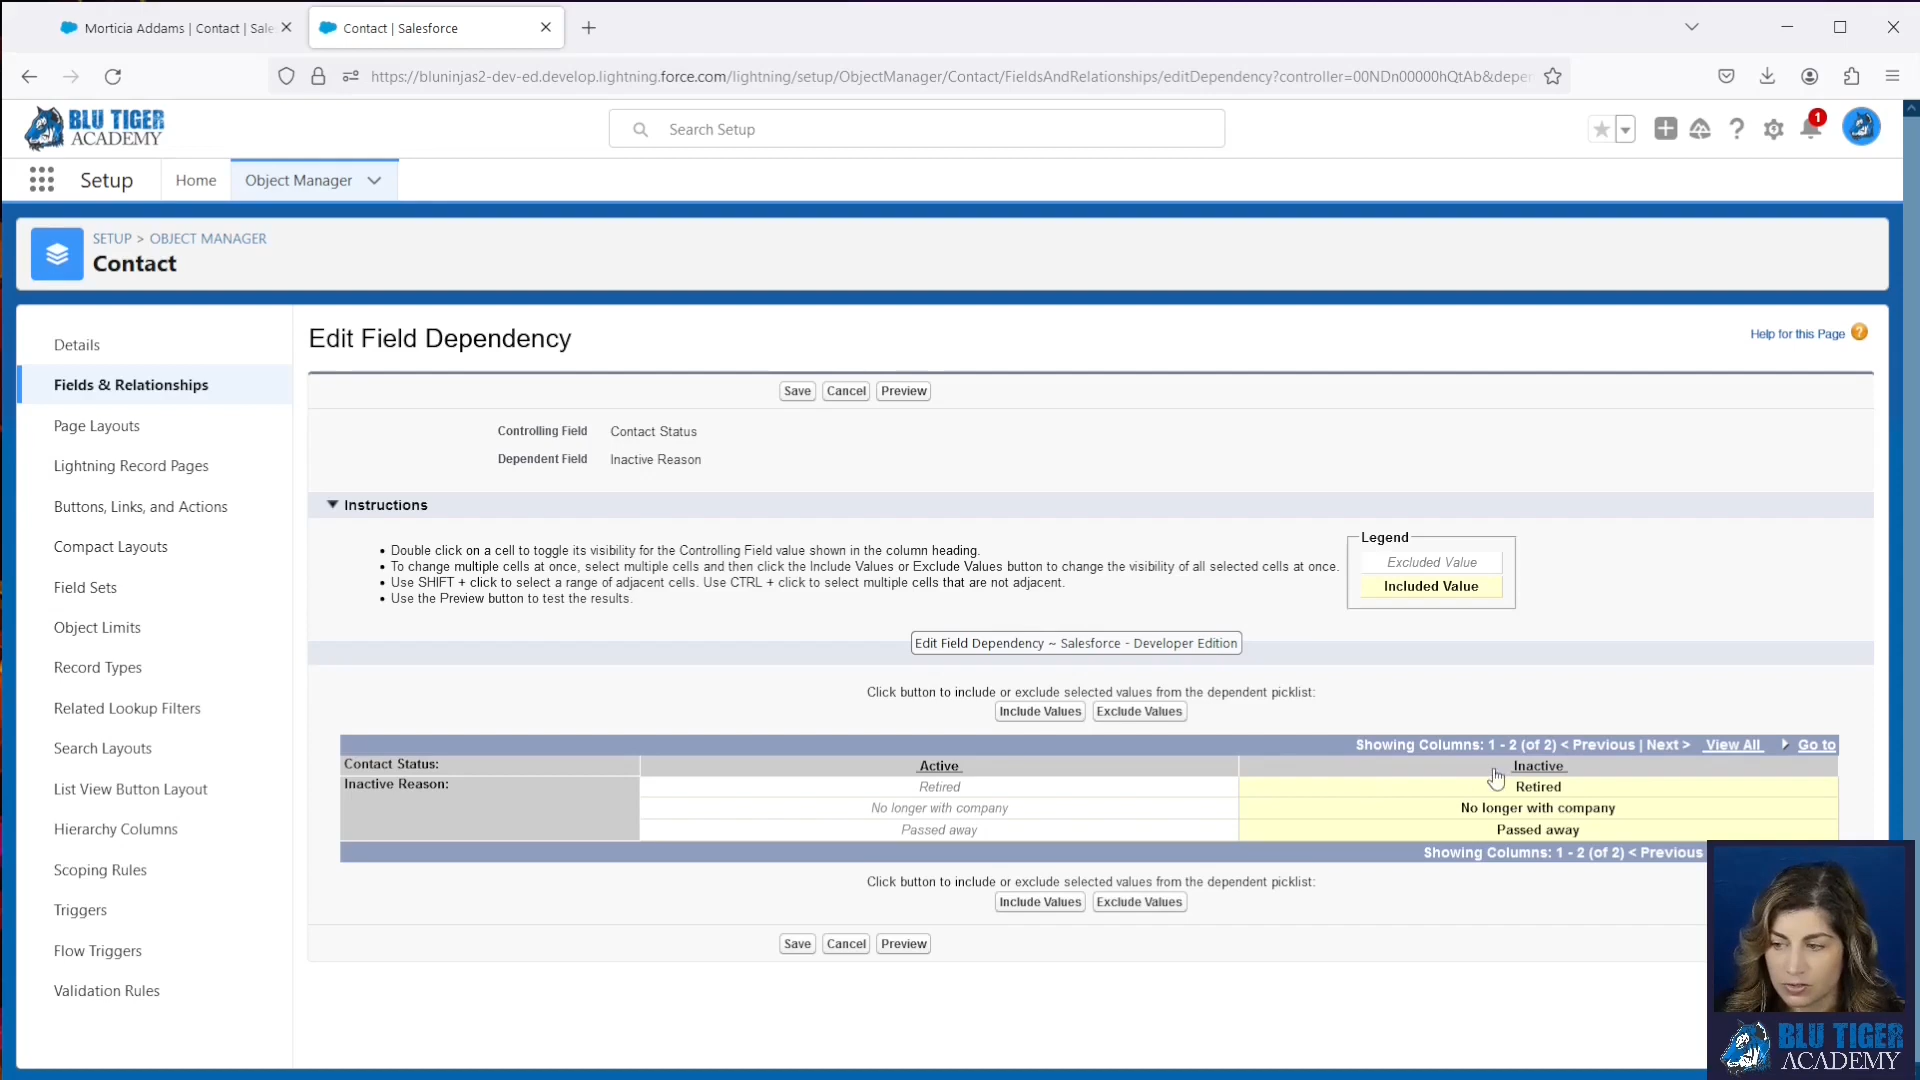 Morticia Addams | Contact | Sale
Contact | Salesforce
https://bluninjas2-dev-ed.develop.lightning.force.com/lightning/setup/ObjectManager/Contact/FieldsAndRelationships/editDependency?controller=00NDn00000hQtAb&deper
BLU TIGER
ACADEMY
Search Setup
1
Setup
Home
Object Manager
SETUP > OBJECT MANAGER
Contact
Details
Fields & Relationships
Page Layouts
Lightning Record Pages
Buttons, Links, and Actions
Compact Layouts
Field Sets
Object Limits
Record Types
Related Lookup Filters
Search Layouts
List View Button Layout
Hierarchy Columns
Scoping Rules
Triggers
Flow Triggers
Validation Rules
Edit Field Dependency
Help for this Page ?
Save Cancel Preview
Controlling Field Contact Status
Dependent Field Inactive Reason
Instructions
• Double click on a cell to toggle its visibility for the Controlling Field value shown in the column heading.
• To change multiple cells at once, select multiple cells and then click the Include Values or Exclude Values button to change the visibility of all selected cells at once.
• Use SHIFT + click to select a range of adjacent cells. Use CTRL + click to select multiple cells that are not adjacent.
• Use the Preview button to test the results.
Legend
Excluded Value
Included Value
Edit Field Dependency ~ Salesforce - Developer Edition
Click button to include or exclude selected values from the dependent picklist:
Include Values Exclude Values
Showing Columns: 1 - 2 (of 2) < Previous | Next > View All Go to
Contact Status: Active Inactive
Inactive Reason: Retired Retired
No longer with company No longer with company
Passed away Passed away
Showing Columns: 1 - 2 (of 2) < Previous
Click button to include or exclude selected values from the dependent picklist:
Include Values Exclude Values
Save Cancel Preview
BLU TIGER
ACADEMY